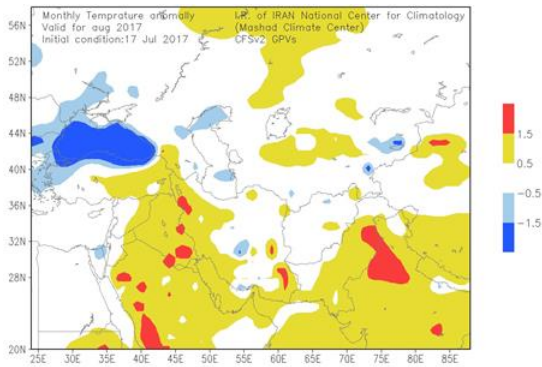 Monthly Temprature anomaly
Valid for aug 2017
Initial condition:17 Jul 2017
I.R. of IRAN National Center for Climatology
(Mashad Climate Center)
CFSv2 GPVs
56N
52N
48N
44N
40N
36N
32N
28N
24N
20N
25E 30E 35E 40E 45E 50E 55E 60E 65E 70E 75E 80E 85E
1.5
0.5
-0.5
-1.5